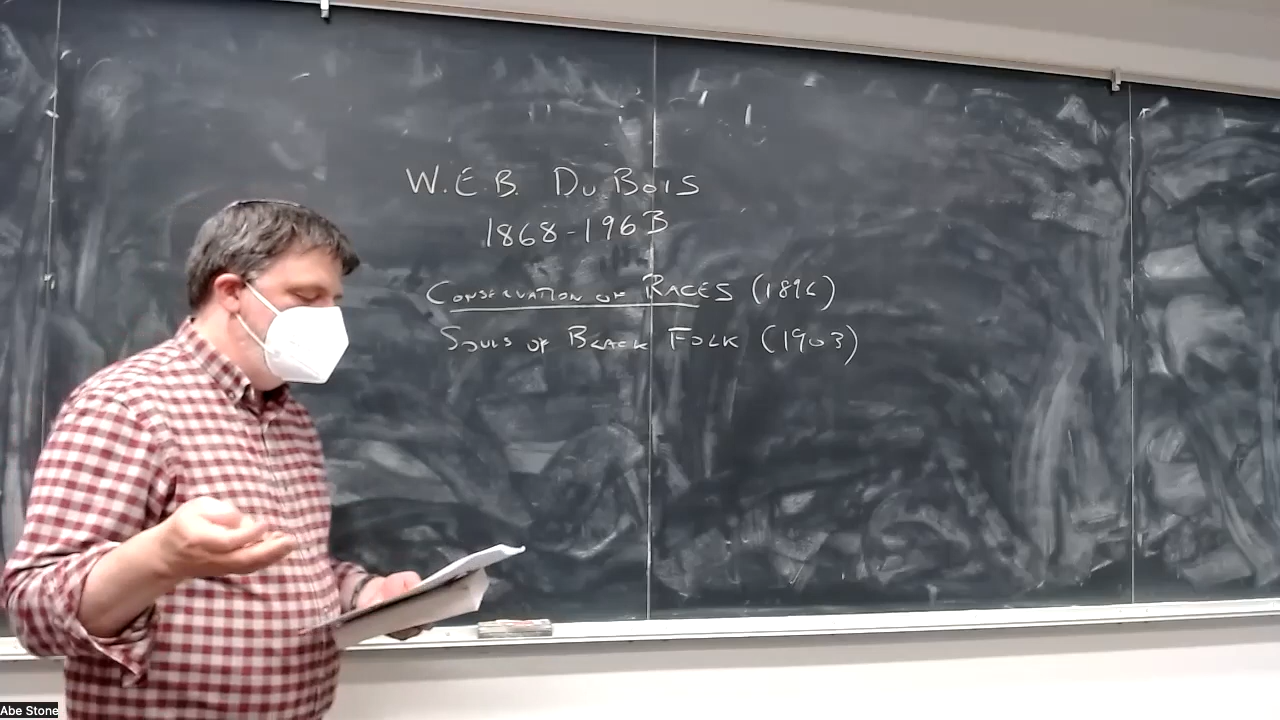 W.E.B. Du Bois
1868-1963
Conservation of Races (1896)
Souls of Black Folk (1903)
Abe Stone